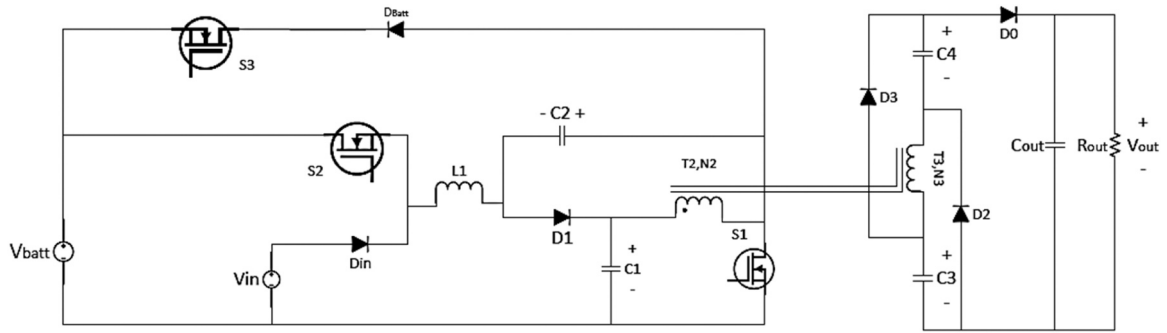 DBatt
S3
D0
+
C4
-
D3
- C2 +
S2
L1
T2,N2
T3,N3
Cout
Rout
+
Vout
-
D2
Vbatt
Vin
Din
D1
+
C1
-
S1
+
C3
-